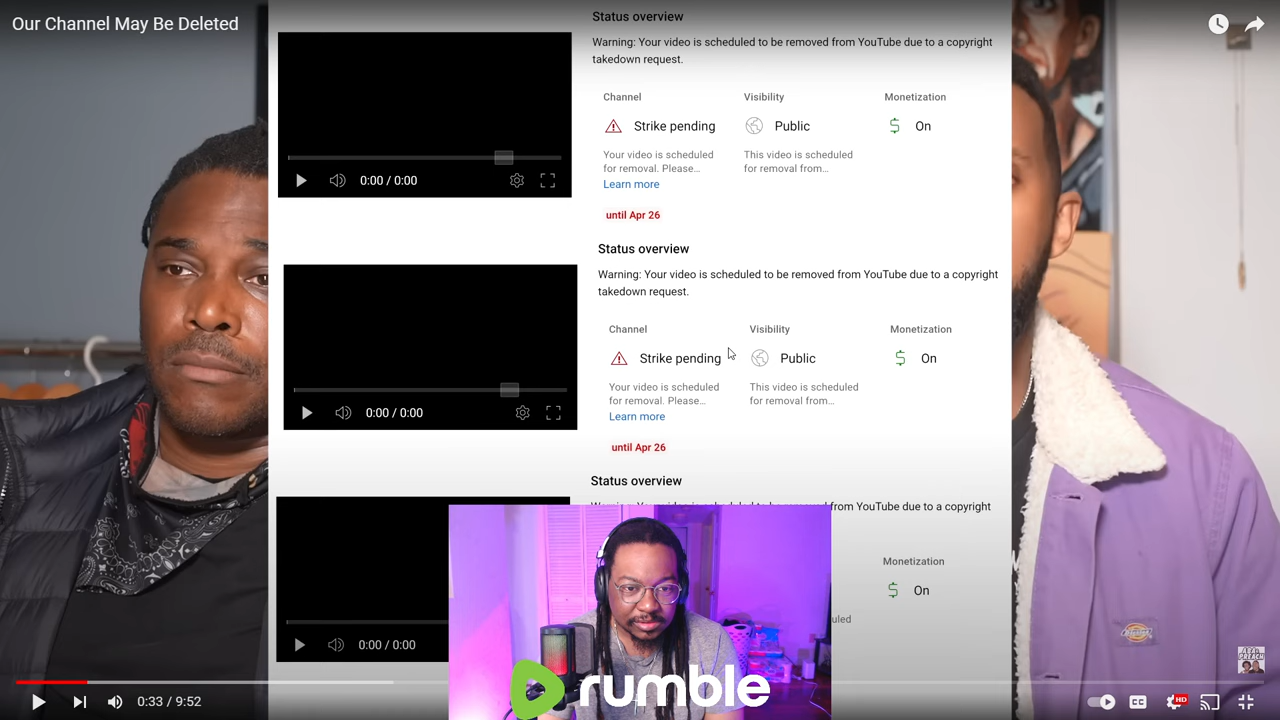 Our Channel May Be Deleted
Status overview
Warning: Your video is scheduled to be removed from YouTube due to a copyright
takedown request.
Channel
Visibility
Monetization
Strike pending
Public
On
Your video is scheduled
for removal. Please…
Learn more
This video is scheduled
for removal from…
until Apr 26
0:00 / 0:00
Status overview
Warning: Your video is scheduled to be removed from YouTube due to a copyright
takedown request.
Channel
Visibility
Monetization
Strike pending
Public
On
Your video is scheduled
for removal. Please…
Learn more
This video is scheduled
for removal from…
until Apr 26
0:00 / 0:00
Status overview
from YouTube due to a copyright
Monetization
On
uled
0:00 / 0:00
Dickies
rumble
0:33 / 9:52
CC
HD